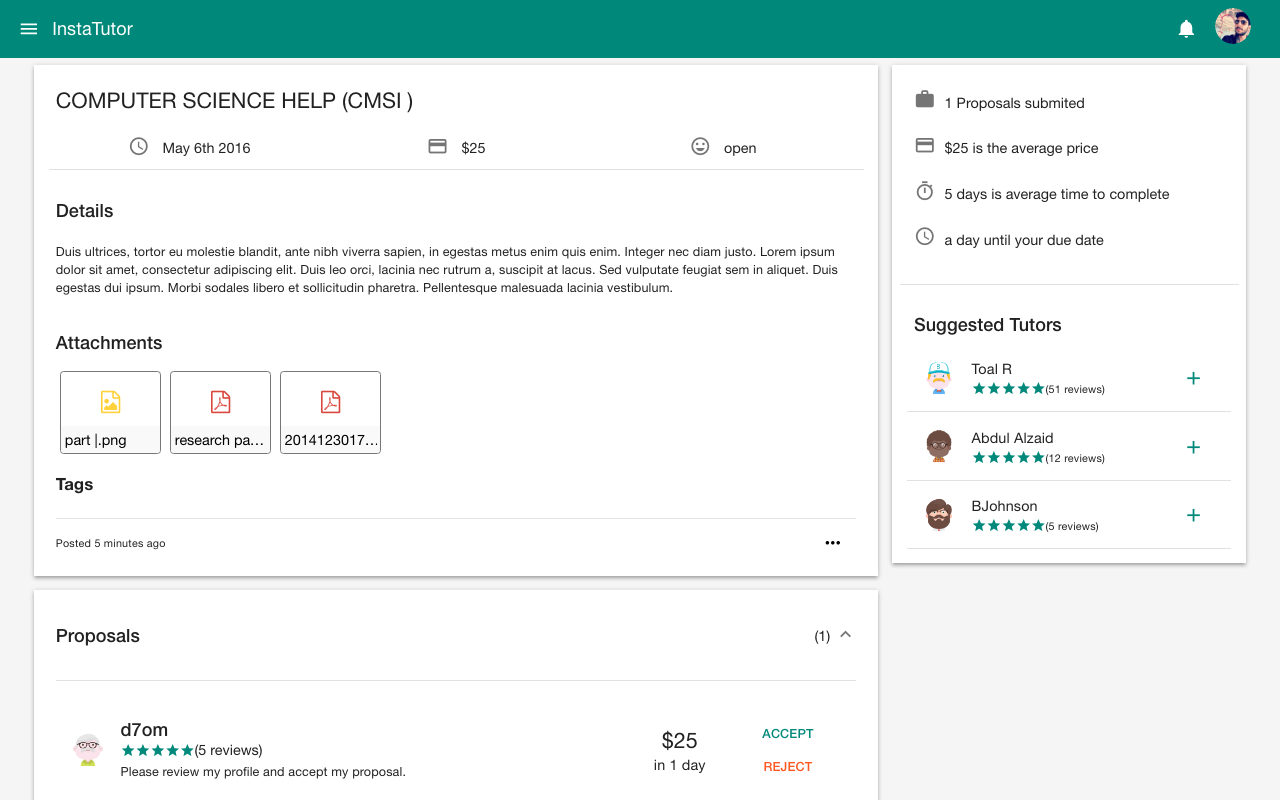 InstaTutor
COMPUTER SCIENCE HELP (CMSI )
May 6th 2016
$25
open
Details
Duis ultrices, tortor eu molestie blandit, ante nibh viverra sapien, in egestas metus enim quis enim. Integer nec diam justo. Lorem ipsum
dolor sit amet, consectetur adipiscing elit. Duis leo orci, lacinia nec rutrum a, suscipit at lacus. Sed vulputate feugiat sem in aliquet. Duis
egestas dui ipsum. Morbi sodales libero et sollicitudin pharetra. Pellentesque malesuada lacinia vestibulum.
Attachments
part |.png
research pa...
2014123017...
Tags
Posted 5 minutes ago
Proposals
(1)
d7om
(5 reviews)
Please review my profile and accept my proposal.
$25
in 1 day
ACCEPT
REJECT
1 Proposals submited
$25 is the average price
5 days is average time to complete
a day until your due date
Suggested Tutors
Toal R
(51 reviews)
Abdul Alzaid
(12 reviews)
BJohnson
(5 reviews)